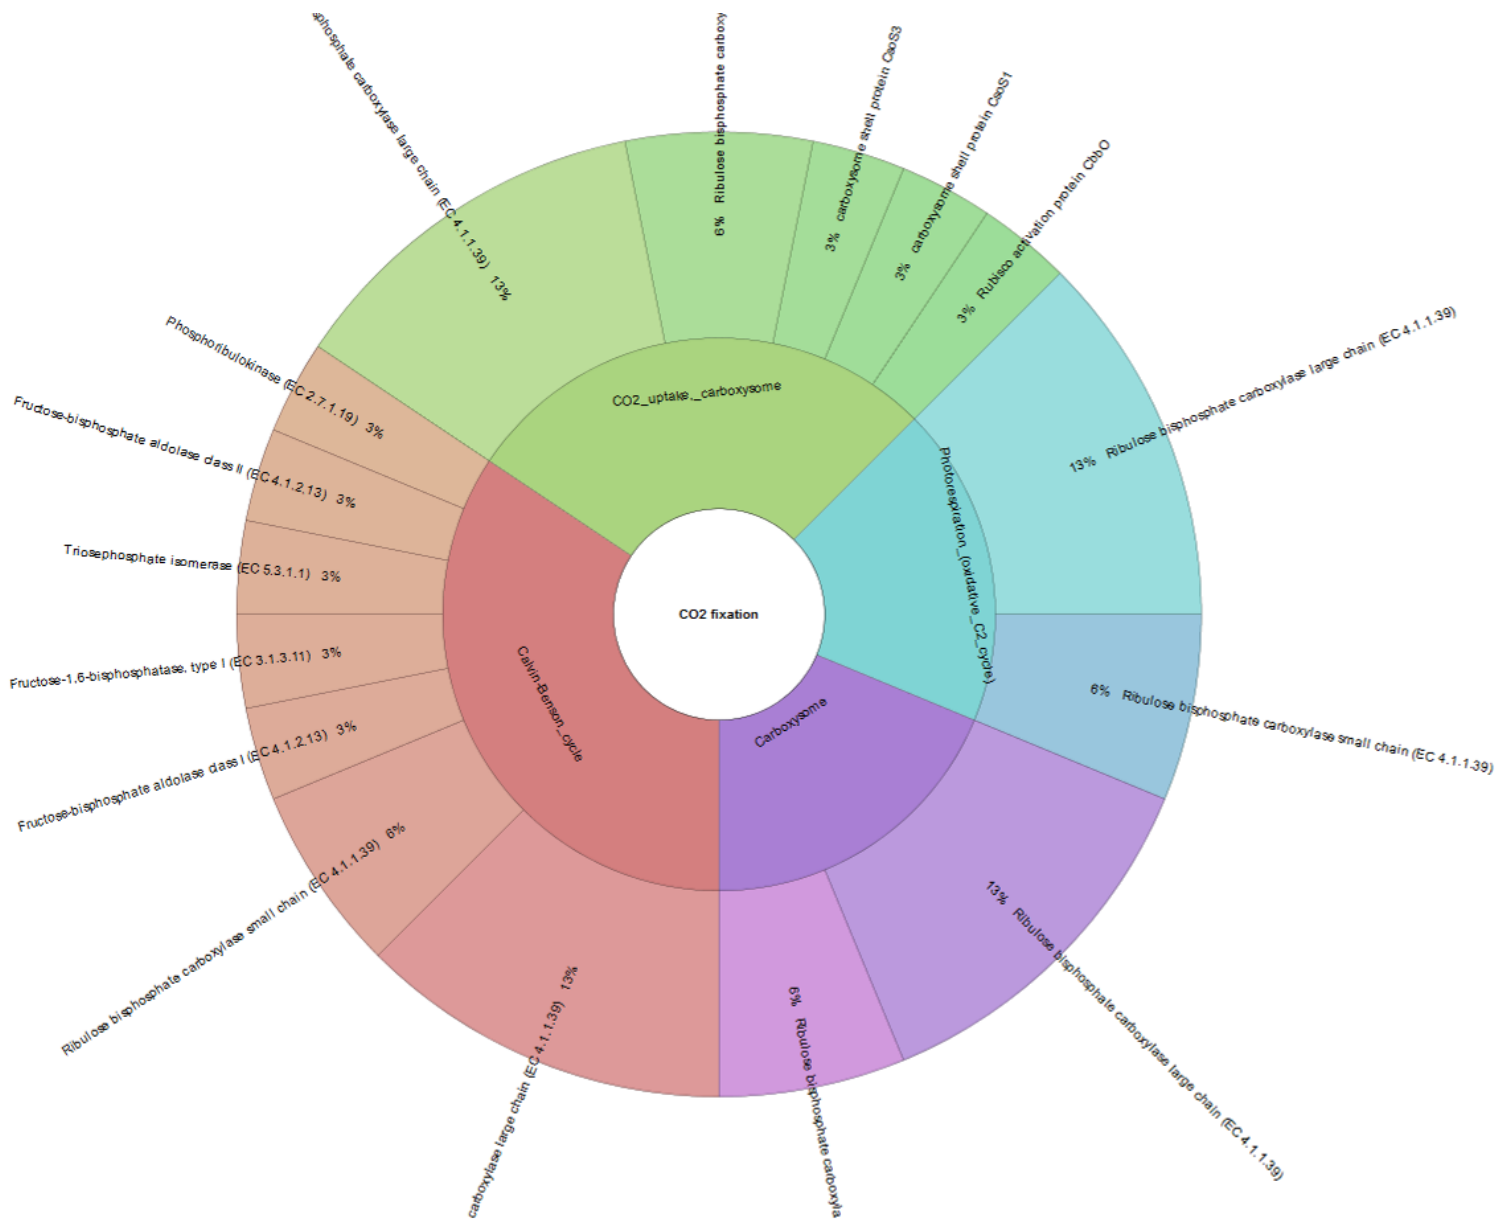 CO2 fixation
CO2_uptake,_carboxysome
Photorespiration_(oxidative_C2_cycle)
Carboxysome
Calvin-Benson_cycle
phosphate carboxylase large chain (EC 4.1.1.39) 13%
6% Ribulose bisphosphate carboxy
3% carboxysome shell protein CsoS3
3% carboxysome shell protein CsoS1
3% Rubisco activation protein CbbO
13% Ribulose bisphosphate carboxylase large chain (EC 4.1.1.39)
6% Ribulose bisphosphate carboxylase small chain (EC 4.1.1.39)
13% Ribulose bisphosphate carboxylase large chain (EC 4.1.1.39)
6% Ribulose bisphosphate carboxyla
carboxylase large chain (EC 4.1.1.39) 13%
Ribulose bisphosphate carboxylase small chain (EC 4.1.1.39) 6%
Fructose-bisphosphate aldolase class I (EC 4.1.2.13) 3%
Fructose-1,6-bisphosphatase, type I (EC 3.1.3.11) 3%
Triosephosphate isomerase (EC 5.3.1.1) 3%
Fructose-bisphosphate aldolase class II (EC 4.1.2.13) 3%
Phosphoribulokinase (EC 2.7.1.19) 3%